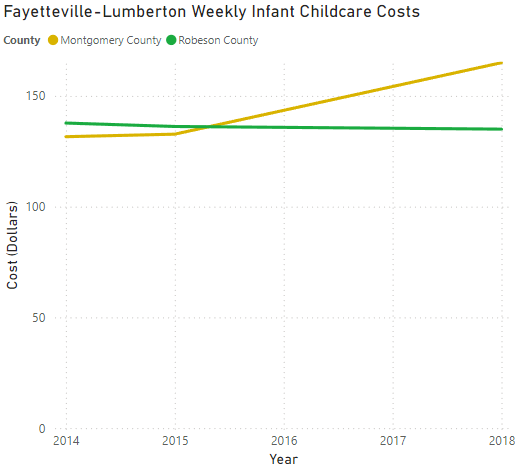 Fayetteville-Lumberton Weekly Infant Childcare Costs
County Montgomery County Robeson County
150
100
50
0
Cost (Dollars)
2014 2015 2016 2017 2018
Year